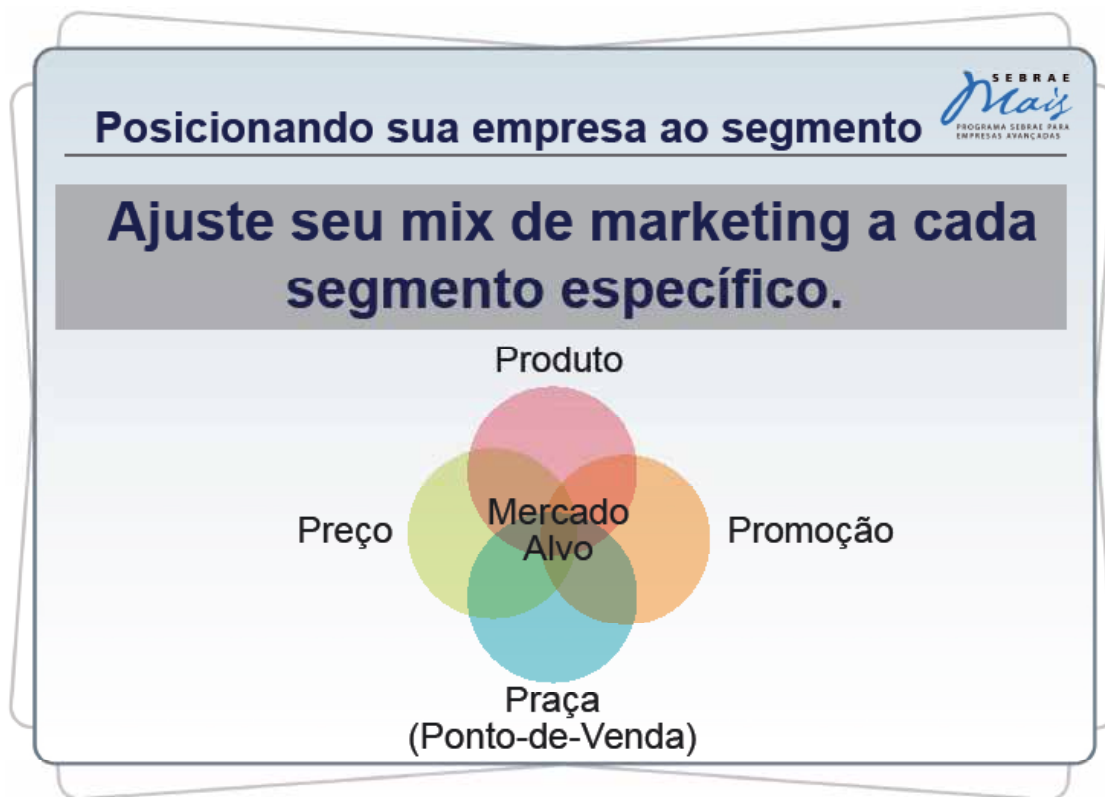 SEBRAE
Mais
PROGRAMA SEBRAE PARA
EMPRESAS AVANÇADAS
Posicionando sua empresa ao segmento
Ajuste seu mix de marketing a cada
segmento específico.
Produto
Preço
Mercado
Alvo
Promoção
Praça
(Ponto-de-Venda)